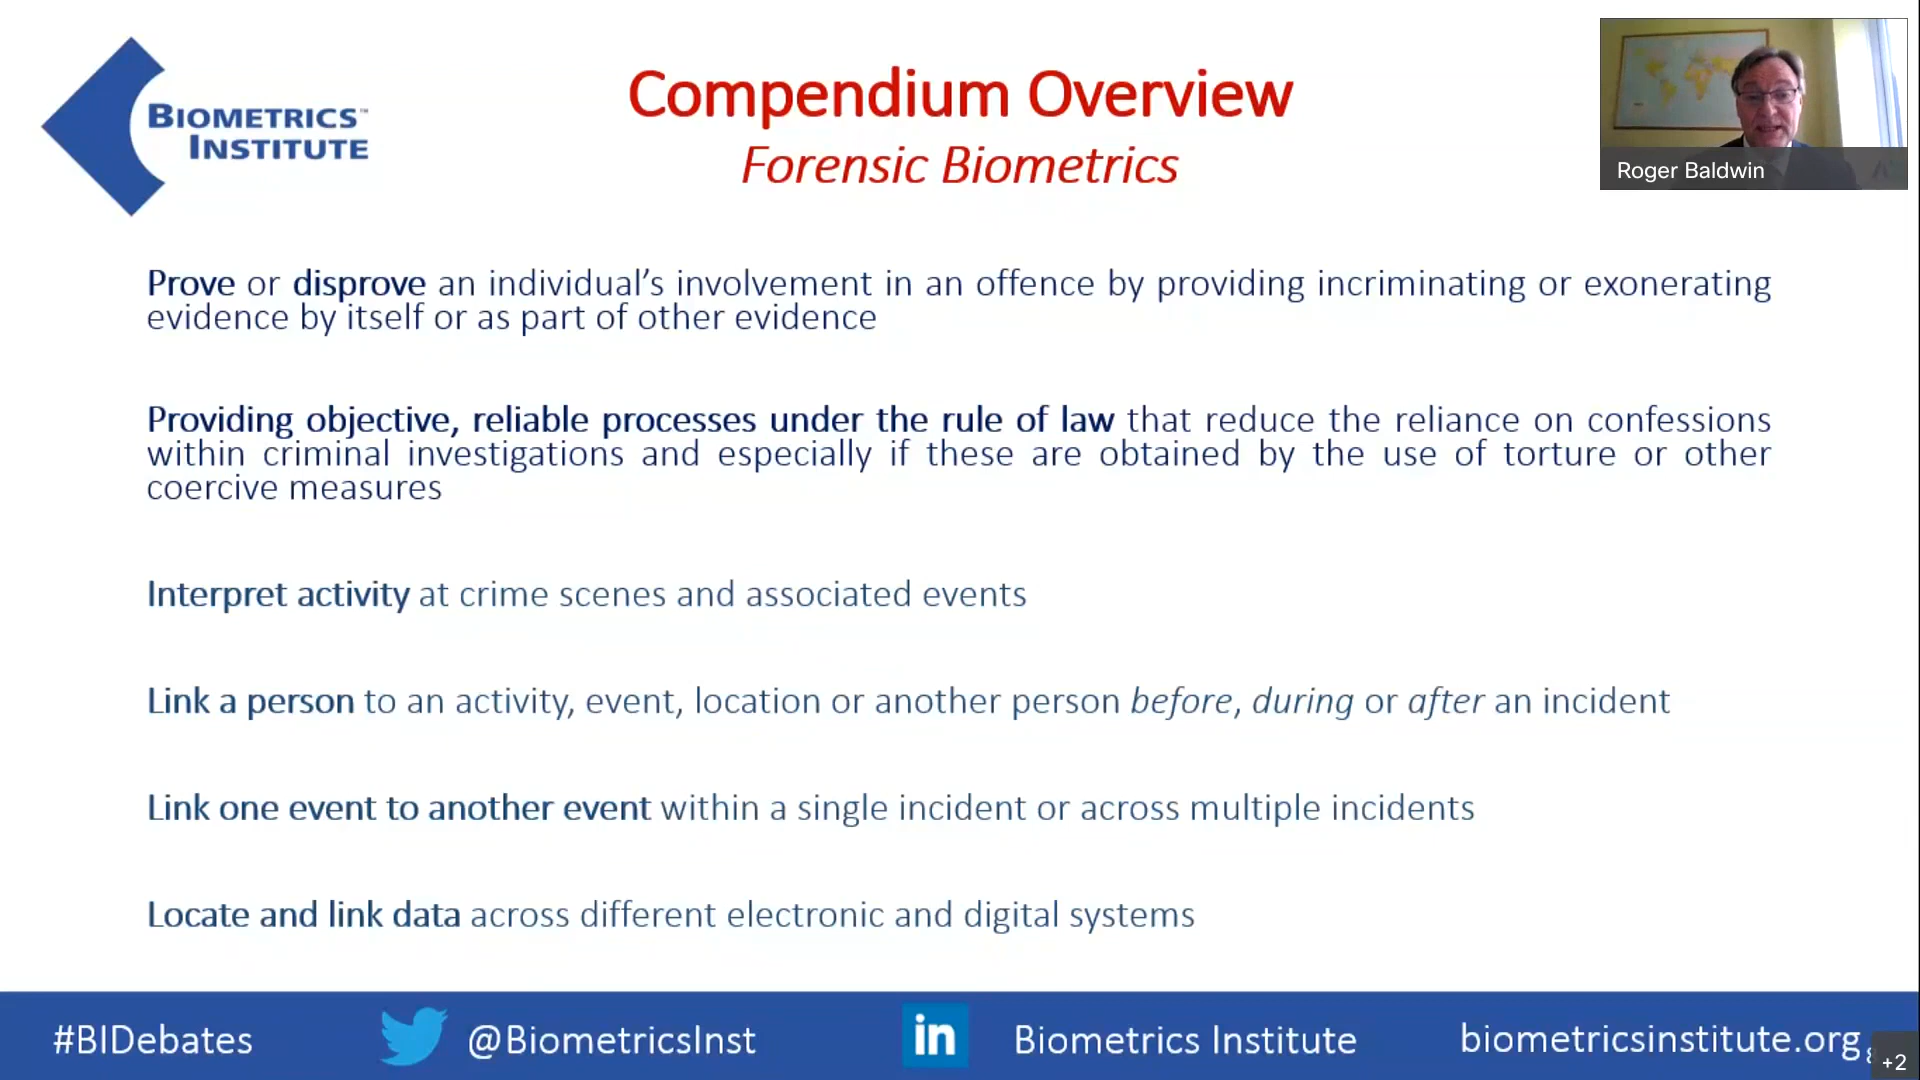 BIOMETRICS™
INSTITUTE
Compendium Overview
Forensic Biometrics
Roger Baldwin
Prove or disprove an individual’s involvement in an offence by providing incriminating or exonerating
evidence by itself or as part of other evidence
Providing objective, reliable processes under the rule of law that reduce the reliance on confessions
within criminal investigations and especially if these are obtained by the use of torture or other
coercive measures
Interpret activity at crime scenes and associated events
Link a person to an activity, event, location or another person before, during or after an incident
Link one event to another event within a single incident or across multiple incidents
Locate and link data across different electronic and digital systems
#BIDebates
@BiometricsInst
in
Biometrics Institute
biometricsinstitute.org
+2